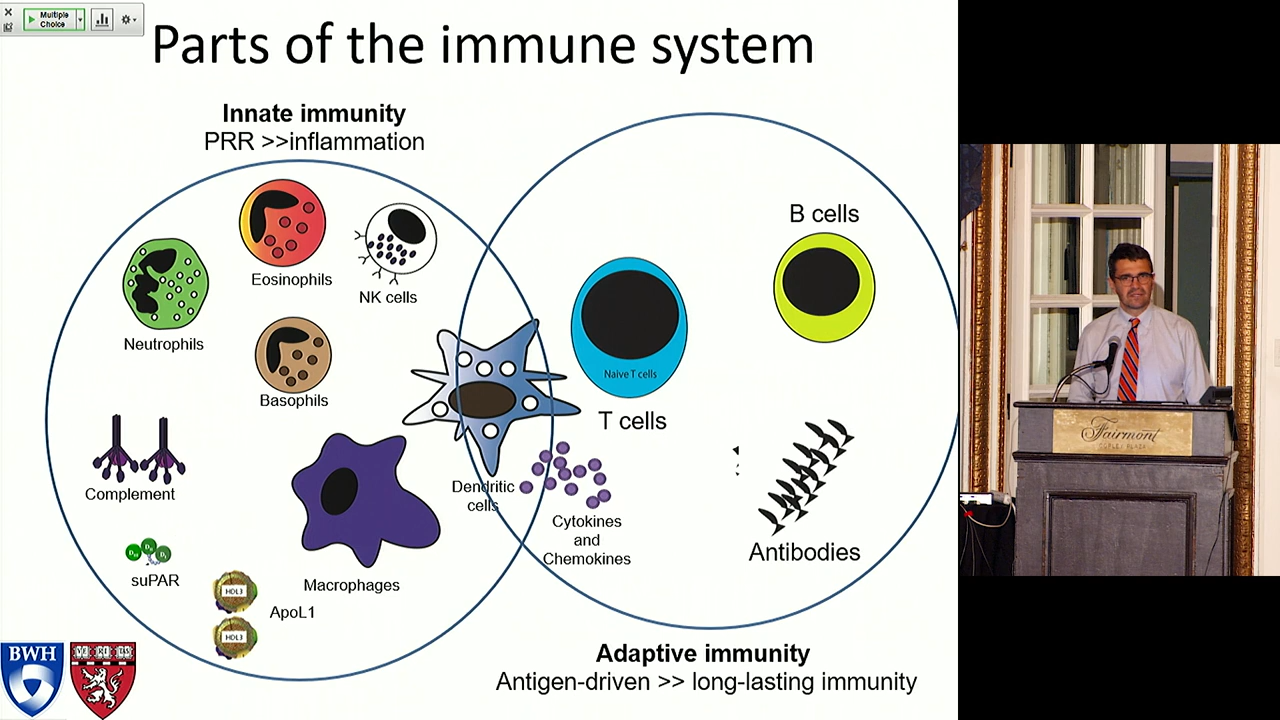 Multiple
Choice
Parts of the immune system
Innate immunity
PRR >>inflammation
Eosinophils
NK cells
Neutrophils
Basophils
Complement
suPAR
HDL3
HDL3
ApoL1
Macrophages
Dendritic
cells
Cytokines
and
Chemokines
Naive T cells
T cells
B cells
Antibodies
Adaptive immunity
Antigen-driven >> long-lasting immunity
BWH
Fairmont
COPLEY PLAZA